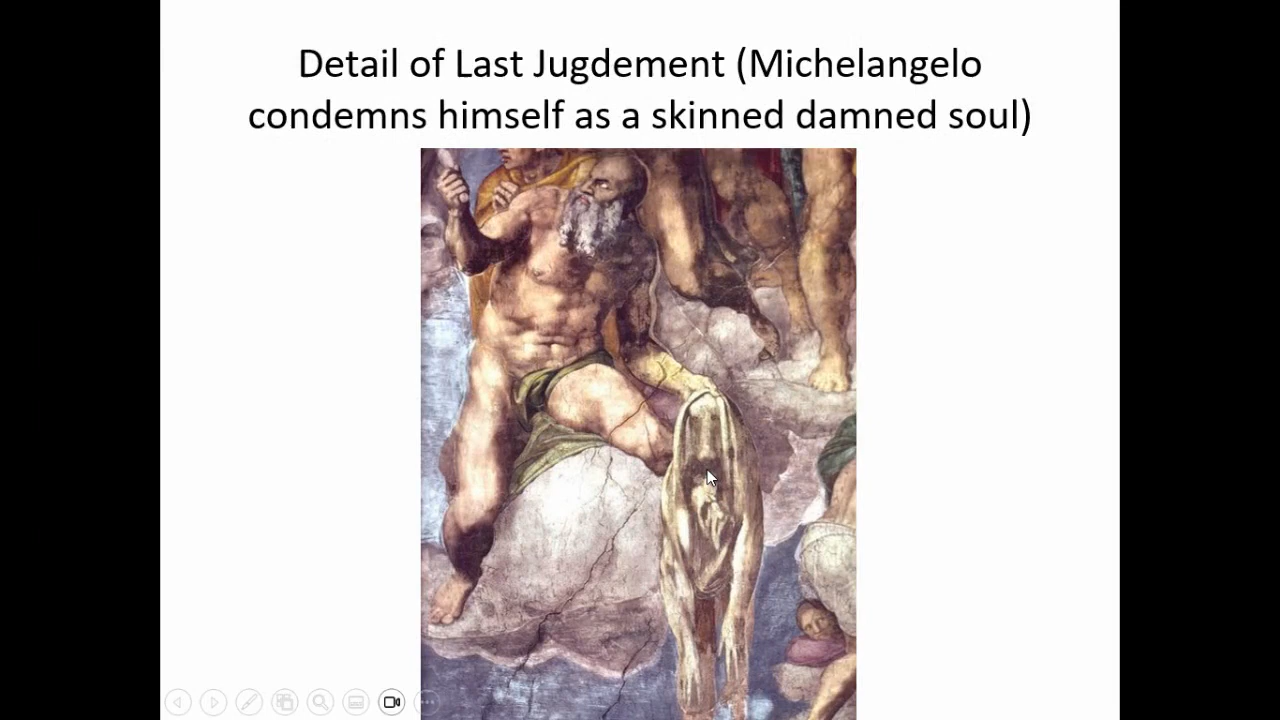 Detail of Last Jugdement (Michelangelo
condemns himself as a skinned damned soul)